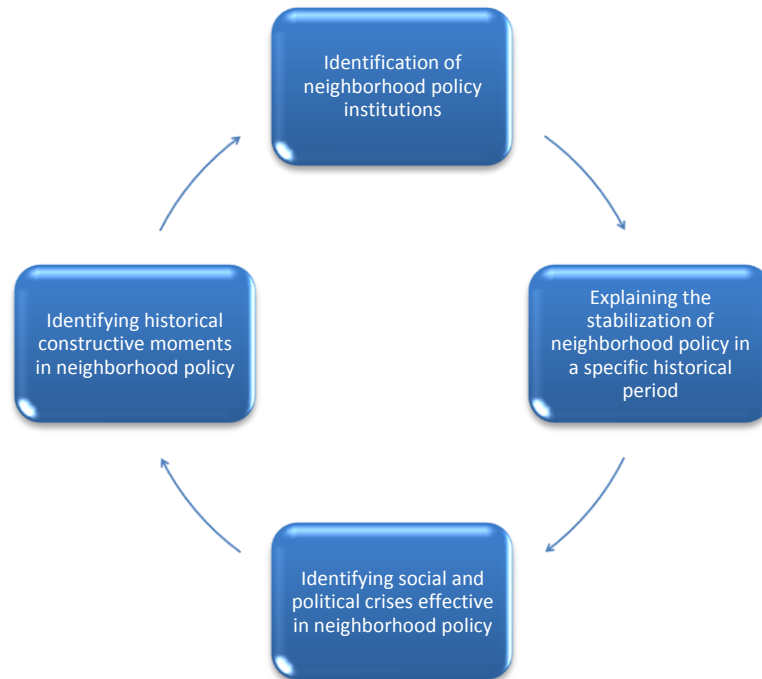 Identification of
neighborhood policy
institutions
Explaining the
stabilization of
neighborhood policy in
a specific historical
period
Identifying social and
political crises effective
in neighborhood policy
Identifying historical
constructive moments
in neighborhood policy